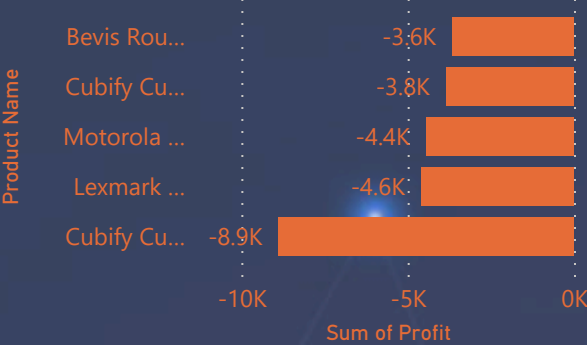 Product Name
Bevis Rou... -3.6K
Cubify Cu... -3.8K
Motorola ... -4.4K
Lexmark ... -4.6K
Cubify Cu... -8.9K
-10K -5K 0K
Sum of Profit